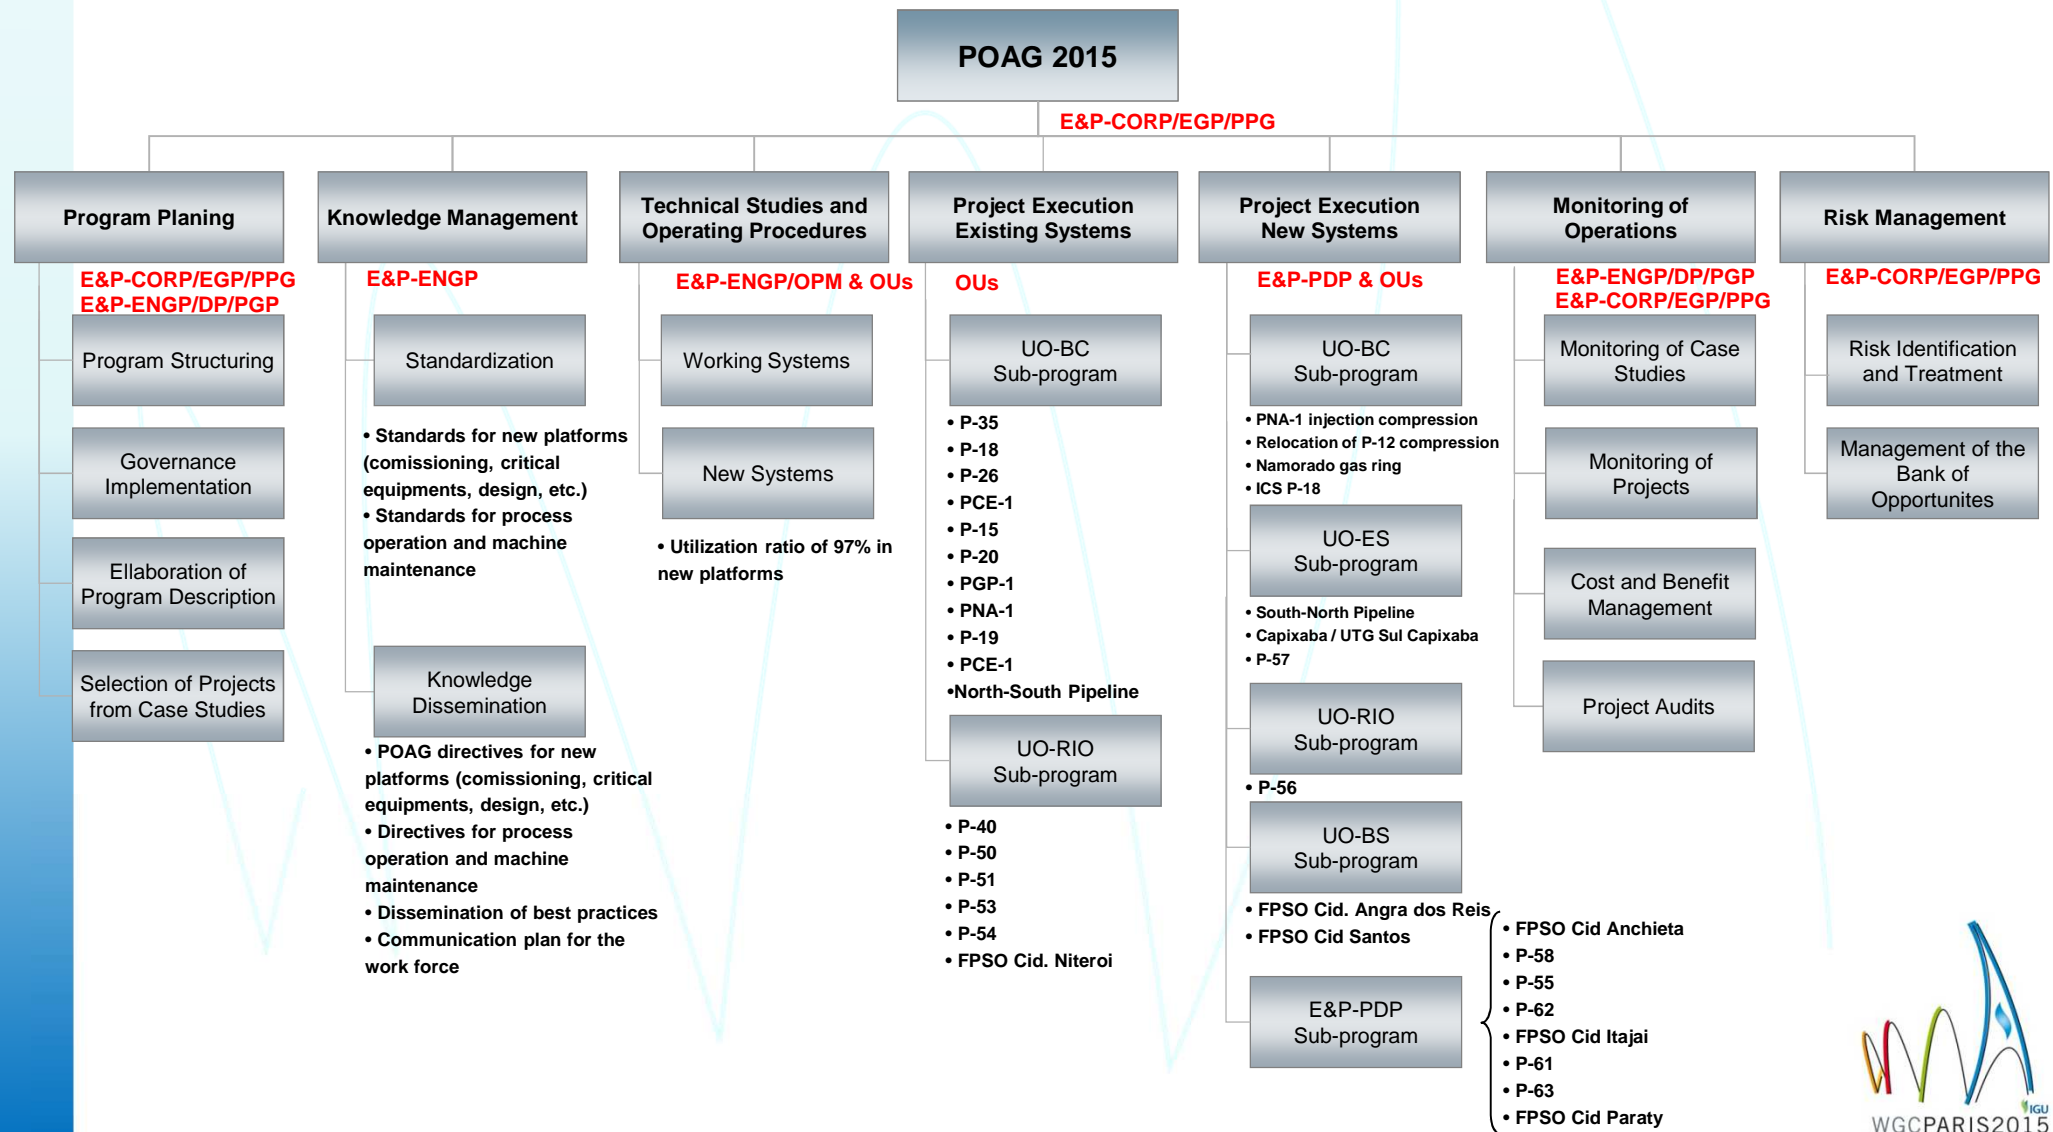 POAG 2015
E&P-CORP/EGP/PPG
Program Planing
E&P-CORP/EGP/PPG
E&P-ENGP/DP/PGP
Program Structuring
Governance
Implementation
Ellaboration of
Program Description
Selection of Projects
from Case Studies
Knowledge Management
E&P-ENGP
Standardization
• Standards for new platforms
(comissioning, critical
equipments, design, etc.)
• Standards for process
operation and machine
maintenance
Knowledge
Dissemination
• POAG directives for new
platforms (comissioning, critical
equipments, design, etc.)
• Directives for process
operation and machine
maintenance
• Dissemination of best practices
• Communication plan for the
work force
Technical Studies and
Operating Procedures
E&P-ENGP/OPM & OUs
Working Systems
New Systems
• Utilization ratio of 97% in
new platforms
Project Execution
Existing Systems
OUs
UO-BC
Sub-program
• P-35
• P-18
• P-26
• PCE-1
• P-15
• P-20
• PGP-1
• PNA-1
• P-19
• PCE-1
•North-South Pipeline
UO-RIO
Sub-program
• P-40
• P-50
• P-51
• P-53
• P-54
• FPSO Cid. Niteroi
Project Execution
New Systems
E&P-PDP & OUs
UO-BC
Sub-program
• PNA-1 injection compression
• Relocation of P-12 compression
• Namorado gas ring
• ICS P-18
UO-ES
Sub-program
• South-North Pipeline
• Capixaba / UTG Sul Capixaba
• P-57
UO-RIO
Sub-program
• P-56
UO-BS
Sub-program
• FPSO Cid. Angra dos Reis
• FPSO Cid Santos
E&P-PDP
Sub-program
• FPSO Cid Anchieta
• P-58
• P-55
• P-62
• FPSO Cid Itajai
• P-61
• P-63
• FPSO Cid Paraty
Monitoring of
Operations
E&P-ENGP/DP/PGP
E&P-CORP/EGP/PPG
Monitoring of Case
Studies
Monitoring of
Projects
Cost and Benefit
Management
Project Audits
Risk Management
E&P-CORP/EGP/PPG
Risk Identification
and Treatment
Management of the
Bank of
Opportunites
IGU
WGCPARIS2015